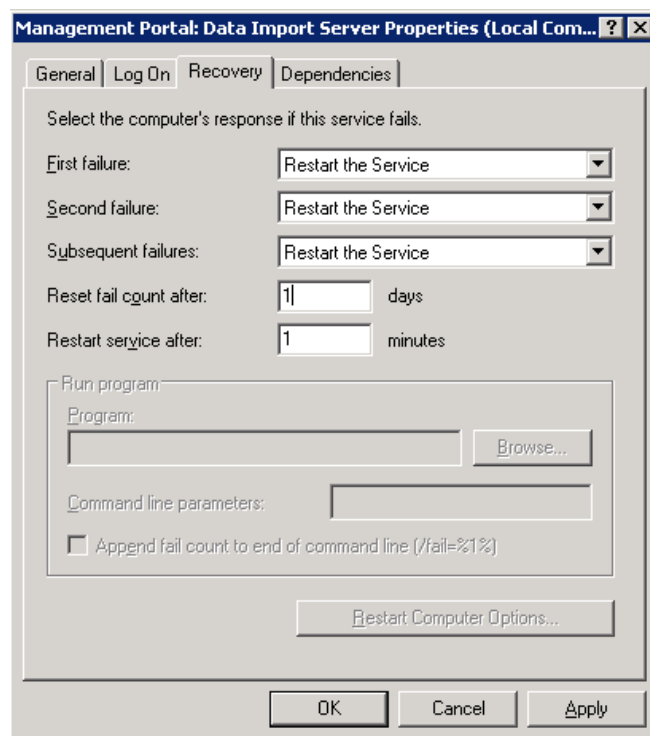 Management Portal: Data Import Server Properties (Local Com...
General Log On Recovery Dependencies
Select the computer's response if this service fails.
First failure: Restart the Service
Second failure: Restart the Service
Subsequent failures: Restart the Service
Reset fail count after: 1 days
Restart service after: 1 minutes
Run program
Program:
Browse...
Command line parameters:
Append fail count to end of command line (/fail=%1%)
Restart Computer Options...
OK Cancel Apply